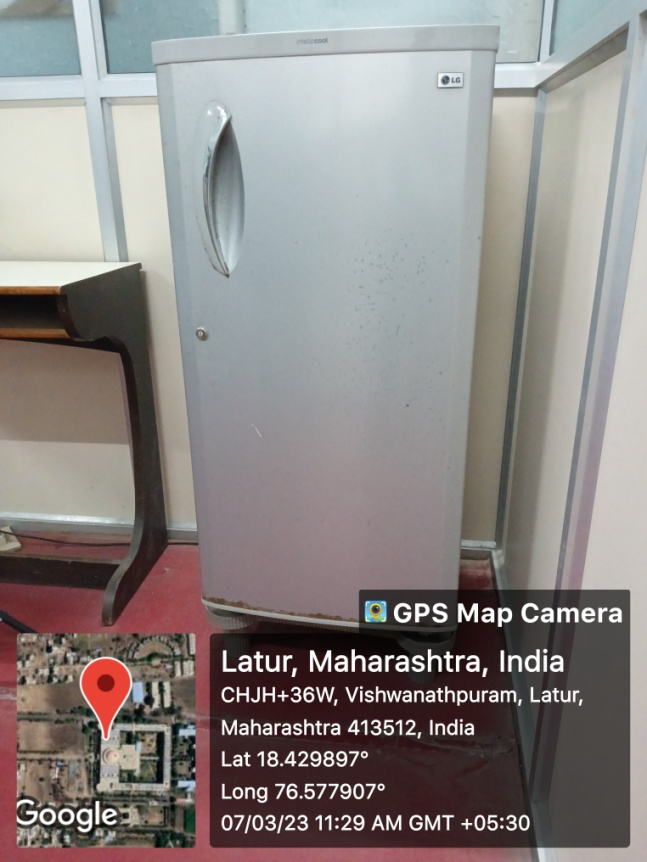 LG
GPS Map Camera
Latur, Maharashtra, India
CHJH+36W, Vishwanathpuram, Latur,
Maharashtra 413512, India
Lat 18.429897°
Long 76.577907°
07/03/23 11:29 AM GMT +05:30
Google